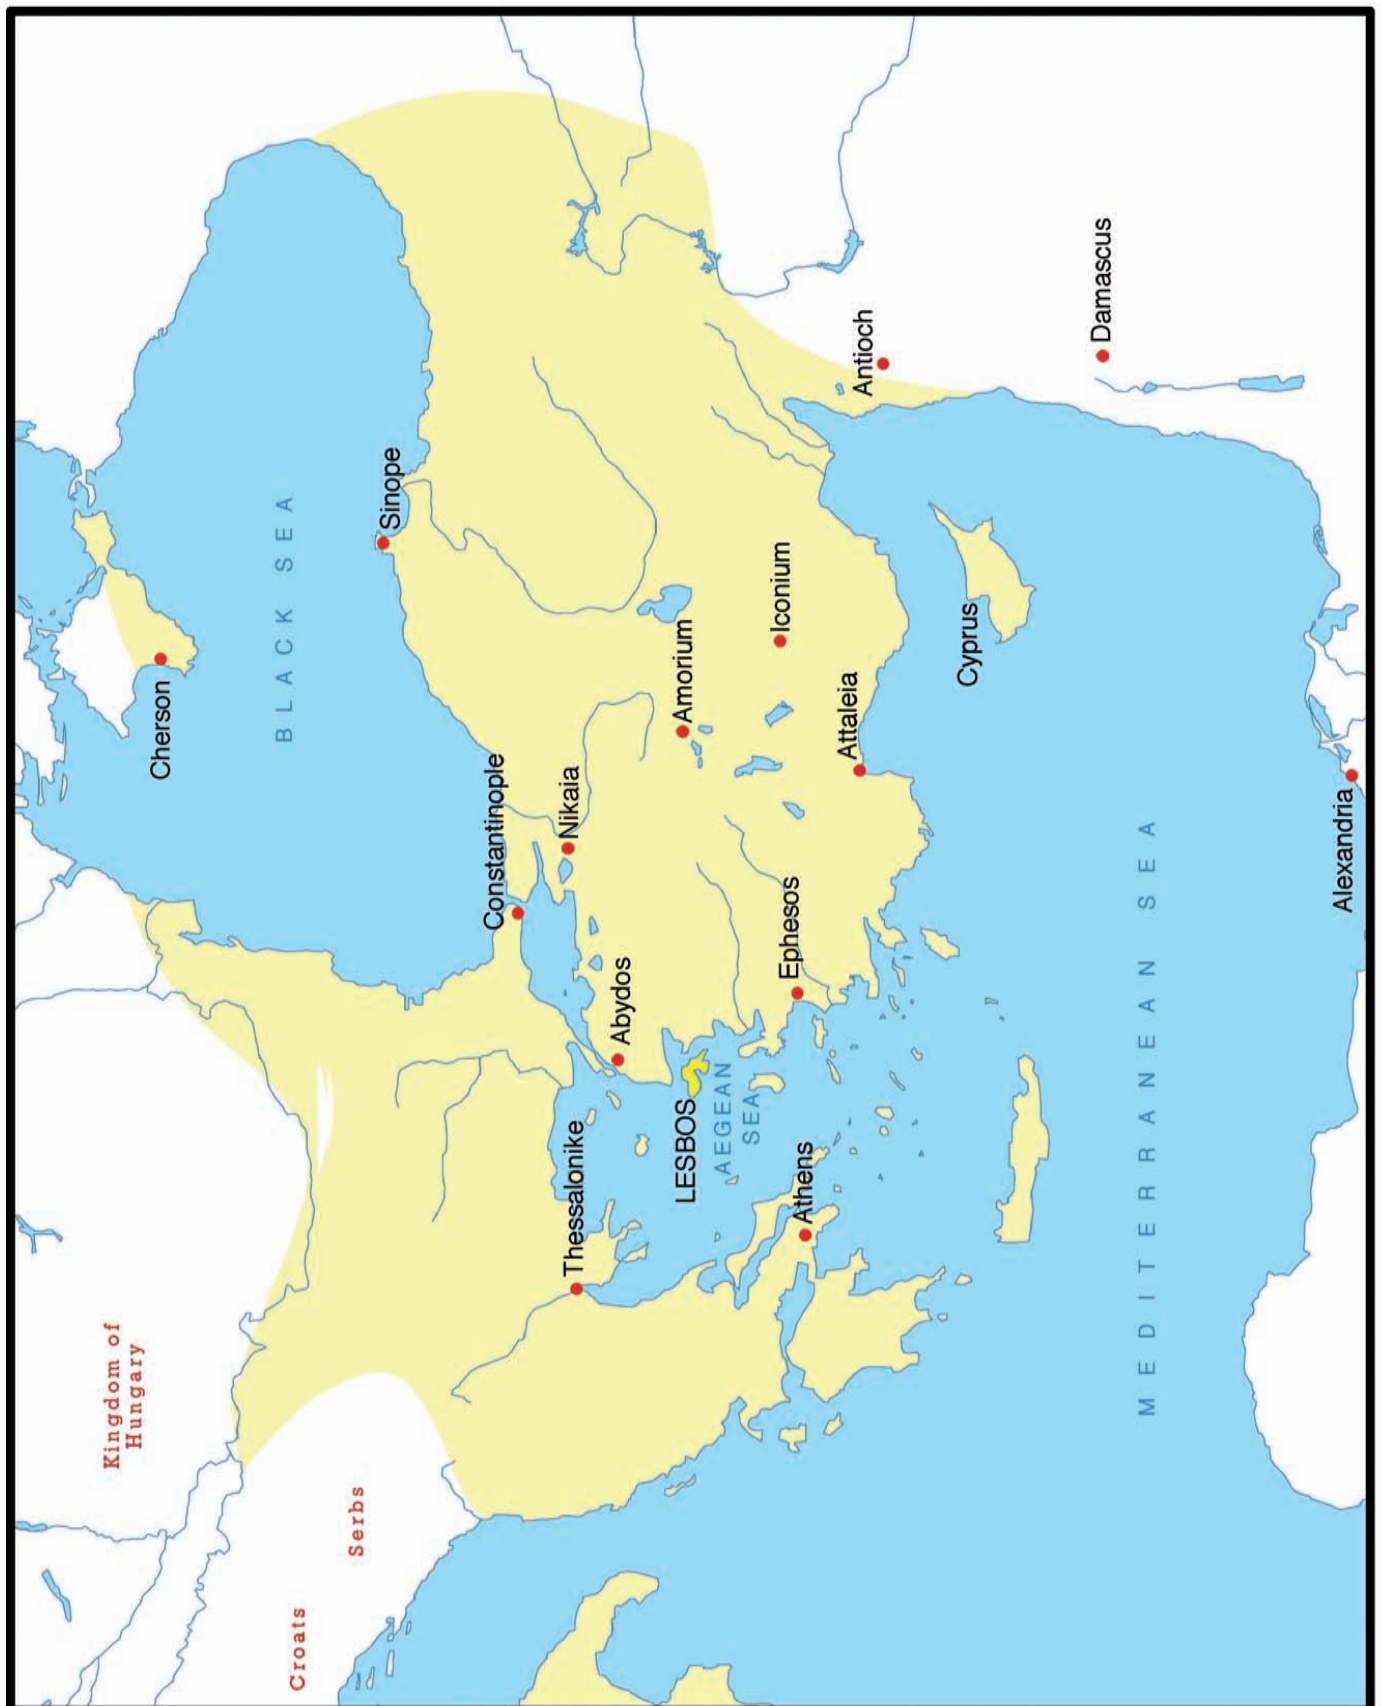 Kingdom of
Hungary
Croats
Serbs
Cherson
BLACK SEA
Sinope
Constantinople
Nikaia
Thessalonike
Abydos
Amorium
LESBOS
AEGEAN
SEA
Iconium
Ephesos
Athens
Attaleia
Antioch
Cyprus
Damascus
MEDITERRANEAN SEA
Alexandria